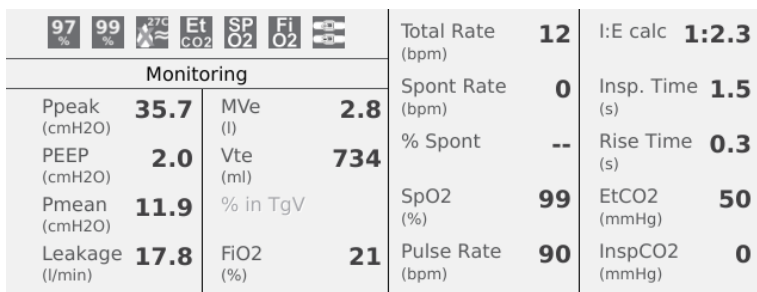 97 % 99 % 27C Et CO2 SP O2 Fi O2
Monitoring
Ppeak 35.7
(cmH2O)
PEEP 2.0
(cmH2O)
Pmean 11.9
(cmH2O)
Leakage 17.8
(l/min)
MVe 2.8
(l)
Vte 734
(ml)
% in TgV
FiO2 21
(%)
Total Rate 12
(bpm)
Spont Rate 0
(bpm)
% Spont --
SpO2 99
(%)
Pulse Rate 90
(bpm)
I:E calc 1:2.3
Insp. Time 1.5
(s)
Rise Time 0.3
(s)
EtCO2 50
(mmHg)
InspCO2 0
(mmHg)